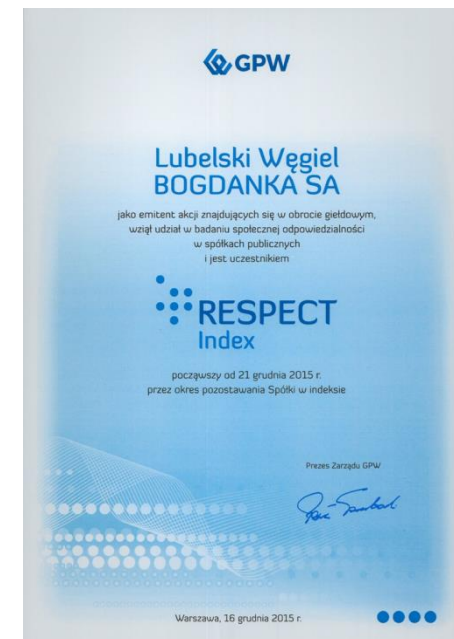 GPW
Lubelski Węgiel
BOGDANKA SA
jako emitent akcji znajdujących się w obrocie giełdowym,
wziął udział w badaniu społecznej odpowiedzialności
w spółkach publicznych
i jest uczestnikiem
RESPECT
Index
począwszy od 21 grudnia 2015 r.
przez okres pozostawania Spółki w indeksie
Prezes Zarządu GPW
Warszawa, 16 grudnia 2015 r.